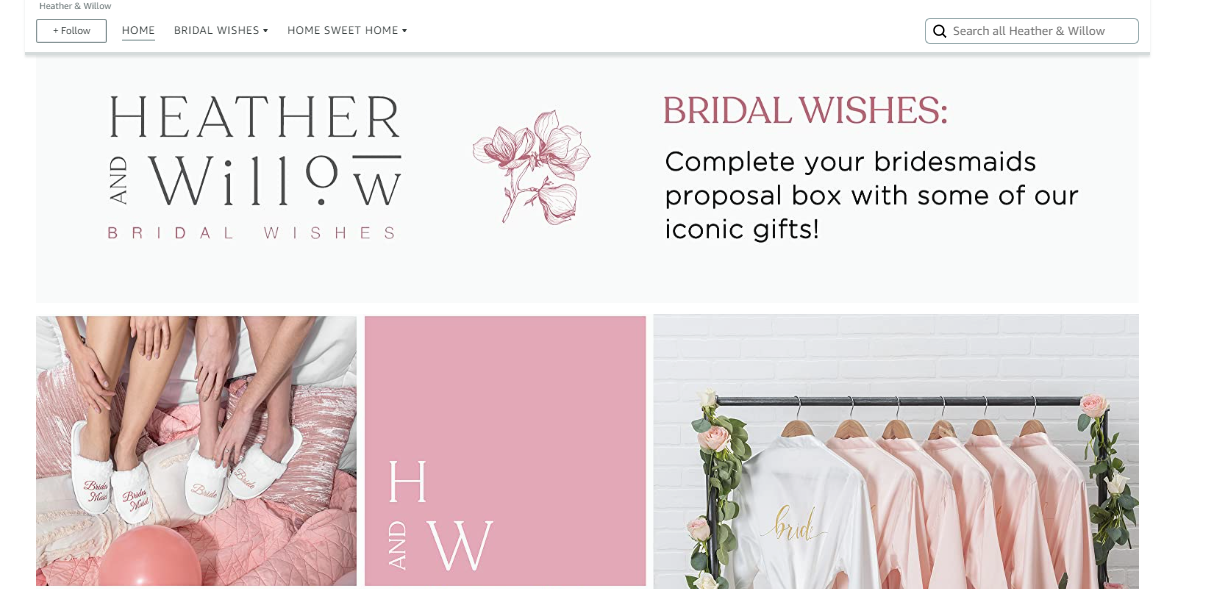 Heather & Willow
+ Follow
HOME
BRIDAL WISHES
HOME SWEET HOME
Search all Heather & Willow
HEATHER
AND Willow
BRIDAL WISHES
BRIDAL WISHES:
Complete your bridesmaids
proposal box with some of our
iconic gifts!
Brides
Maid
Brides
Maid
Bride
Bride
H
AND W
bride